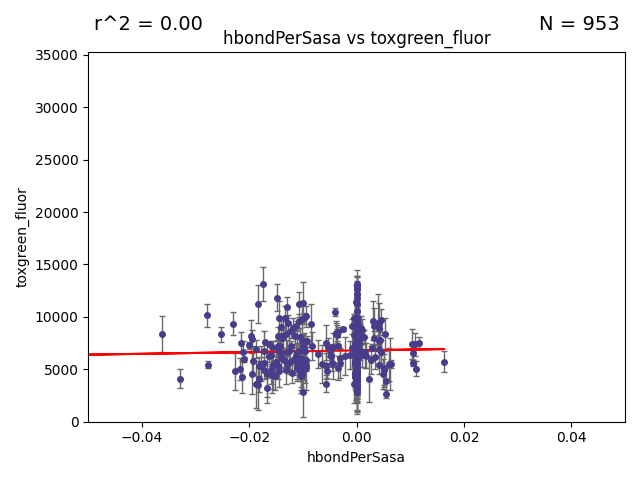 r^2 = 0.00
N = 953
hbondPerSasa vs toxgreen_fluor
35000
30000
25000
20000
15000
10000
5000
0
toxgreen_fluor
−0.04
−0.02
0.00
0.02
0.04
hbondPerSasa